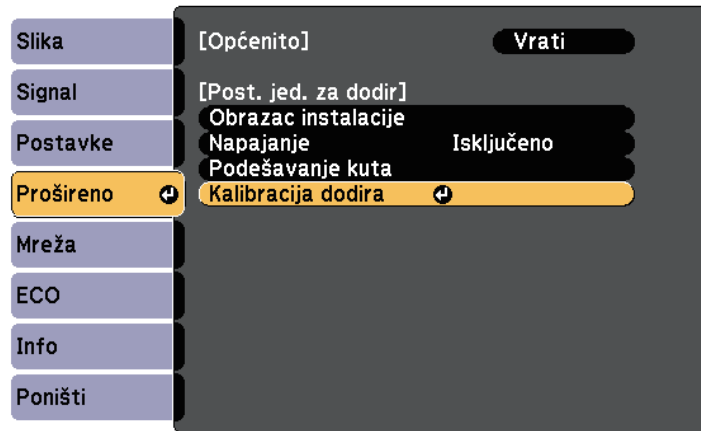 Slika
Signal
Postavke
Prošireno
Mreža
ECO
Info
Poništi
[Općenito] Vrati
[Post. jed. za dodir]
Obrazac instalacije
Napajanje Isključeno
Podešavanje kuta
Kalibracija dodira